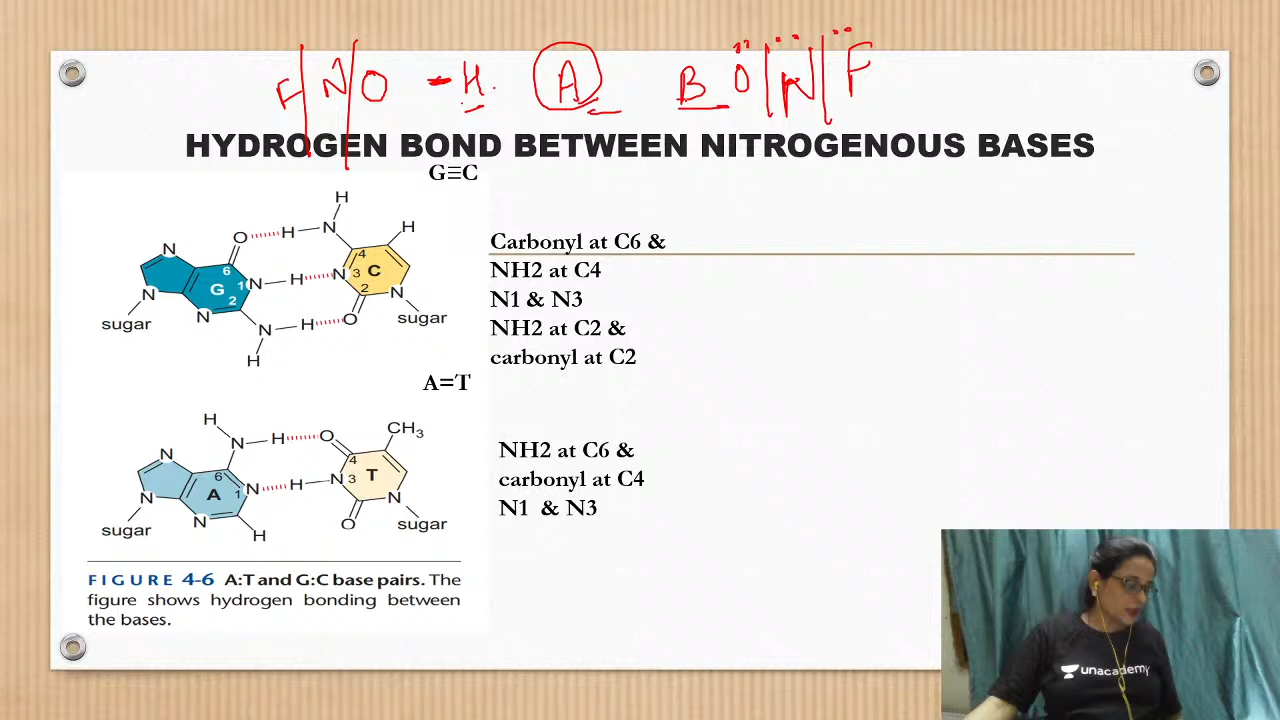 F | N | O - H. A B O | N | F
HYDROGEN BOND BETWEEN NITROGENOUS BASES
G≡C
H
H
O H N
N 6 4
N H N 3 C
G 1
2 2
N N O N
sugar N H sugar
H
Carbonyl at C6 &
NH2 at C4
N1 & N3
NH2 at C2 &
carbonyl at C2
A=T
H
N H O CH3
N 6 4
A 1 N H N 3 T
N N O N
sugar H sugar
NH2 at C6 &
carbonyl at C4
N1 & N3
FIGURE 4-6 A:T and G:C base pairs. The
figure shows hydrogen bonding between
the bases.
unacademy